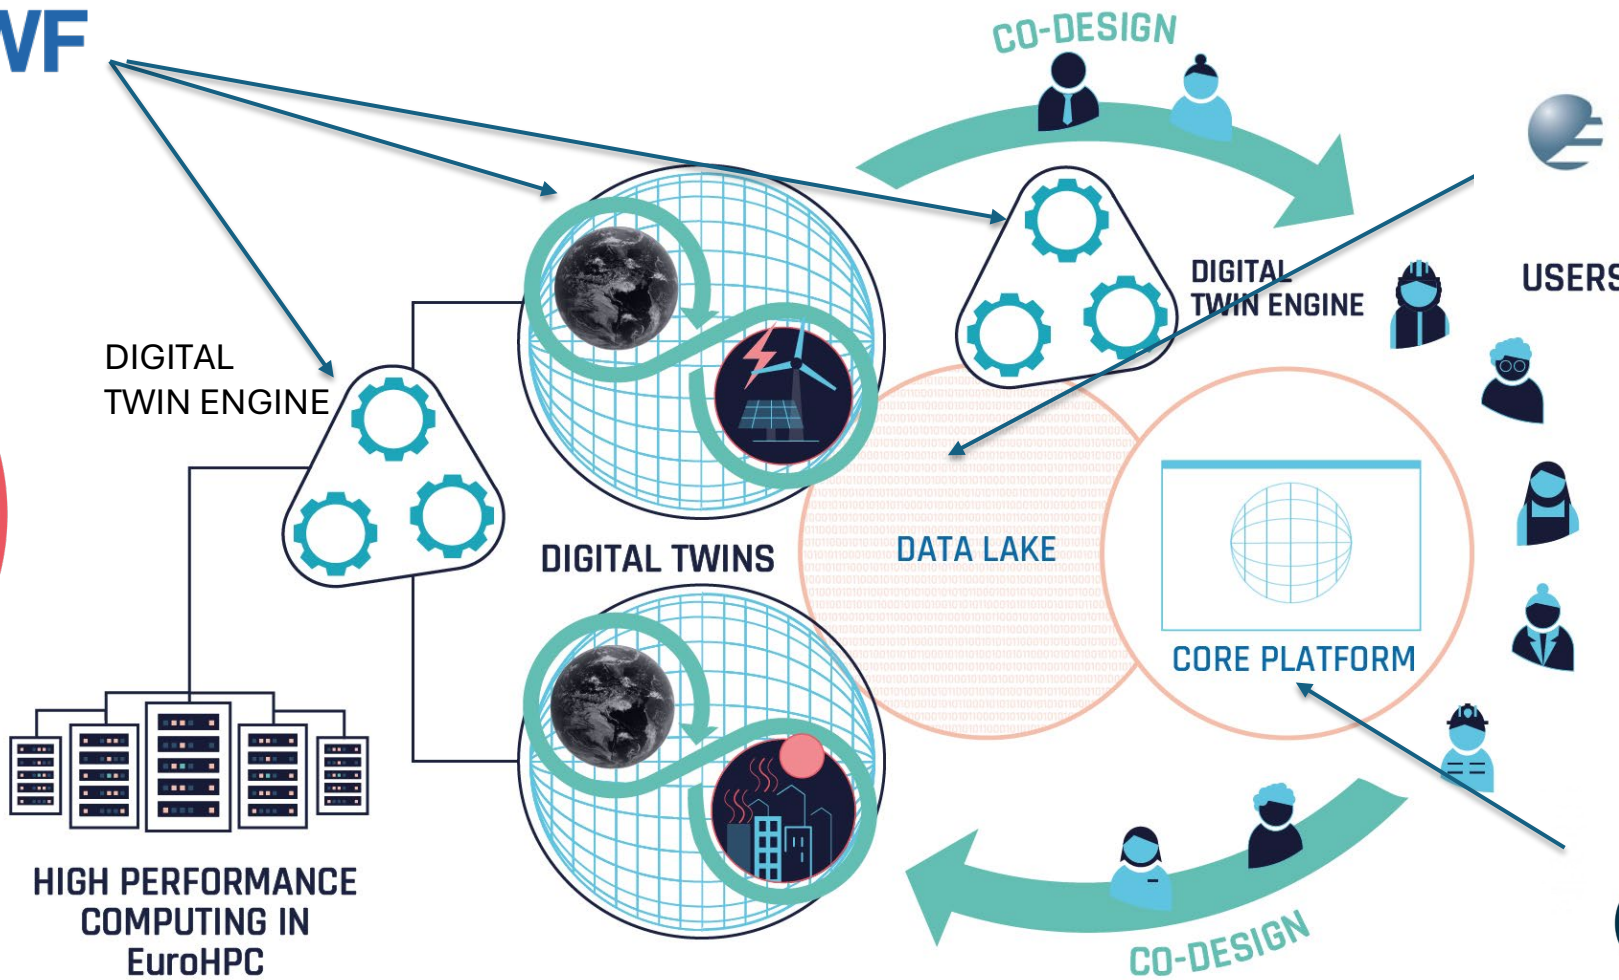 WF
CO-DESIGN
DIGITAL
TWIN ENGINE
USERS
DIGITAL
TWIN ENGINE
DIGITAL TWINS
DATA LAKE
CORE PLATFORM
HIGH PERFORMANCE
COMPUTING IN
EuroHPC
CO-DESIGN